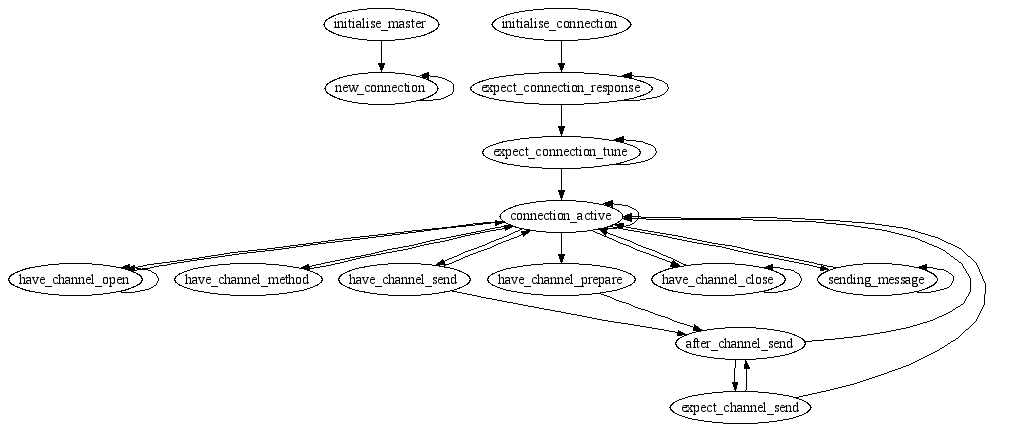 initialise_master
initialise_connection
new_connection
expect_connection_response
expect_connection_tune
connection_active
have_channel_open
have_channel_method
have_channel_send
have_channel_prepare
have_channel_close
sending_message
after_channel_send
expect_channel_send